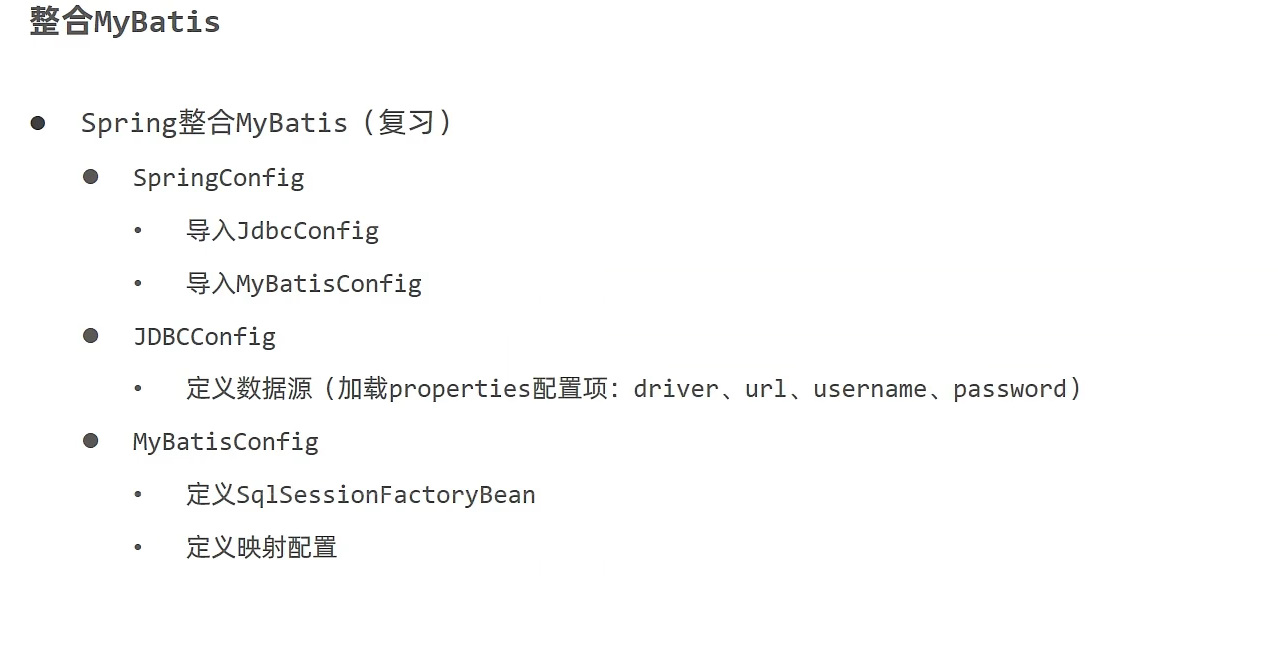 整合MyBatis
● Spring整合MyBatis（复习）
● SpringConfig
• 导入JdbcConfig
• 导入MyBatisConfig
● JDBCConfig
• 定义数据源（加载properties配置项：driver、url、username、password）
● MyBatisConfig
• 定义SqlSessionFactoryBean
• 定义映射配置